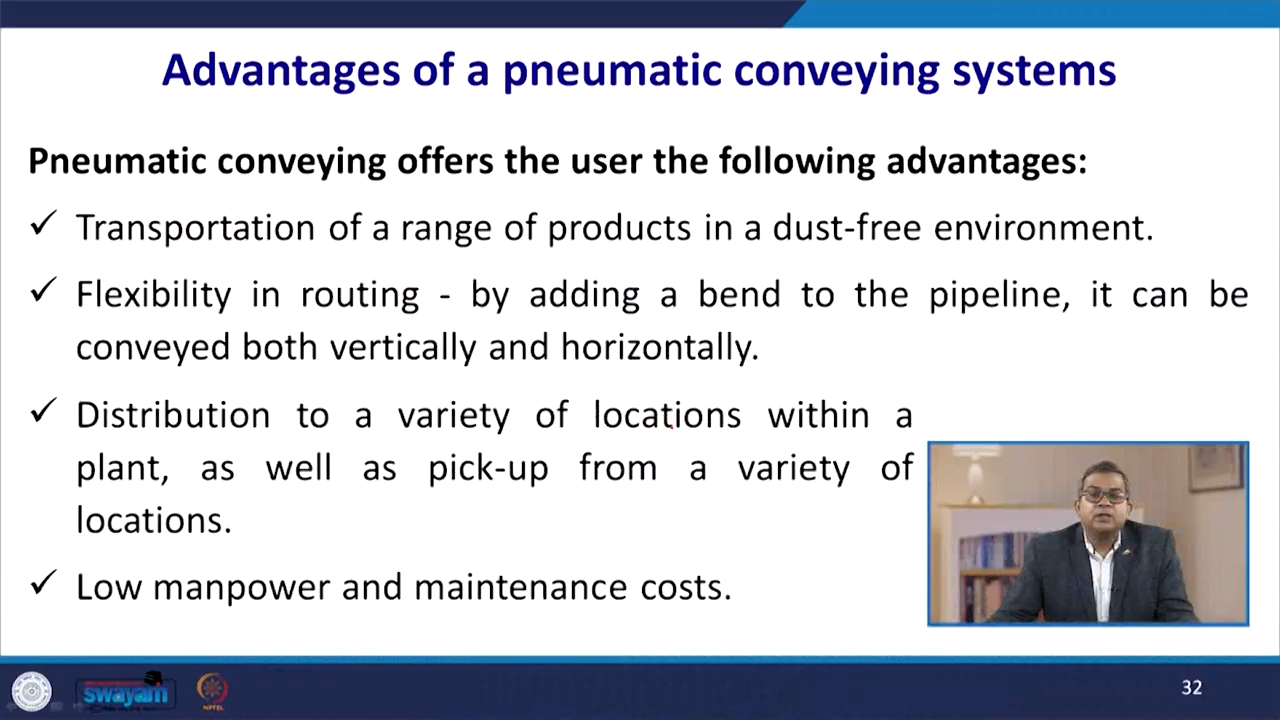 Advantages of a pneumatic conveying systems
Pneumatic conveying offers the user the following advantages:
✓ Transportation of a range of products in a dust-free environment.
✓ Flexibility in routing - by adding a bend to the pipeline, it can be
conveyed both vertically and horizontally.
✓ Distribution to a variety of locations within a
plant, as well as pick-up from a variety of
locations.
✓ Low manpower and maintenance costs.
swayam
NPTEL
32